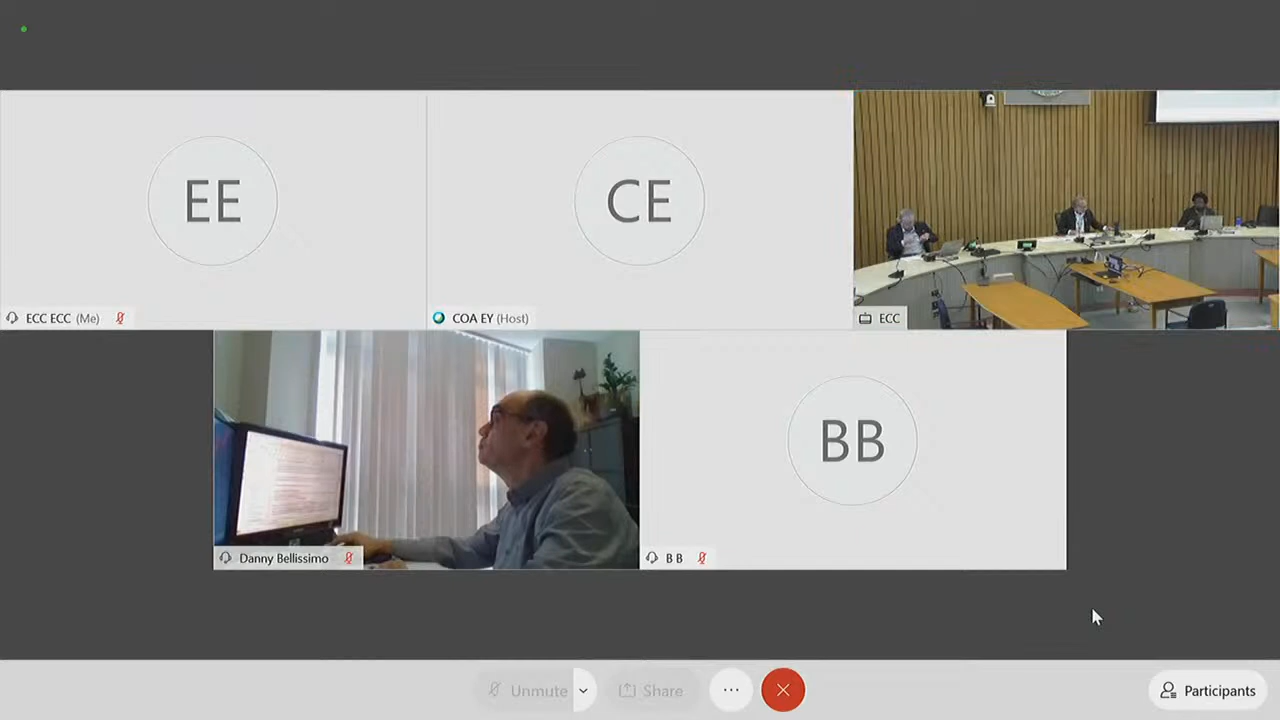 EE
CE
ECC ECC (Me)
COA EY (Host)
ECC
BB
Danny Bellissimo
B B
Unmute
Share
Participants